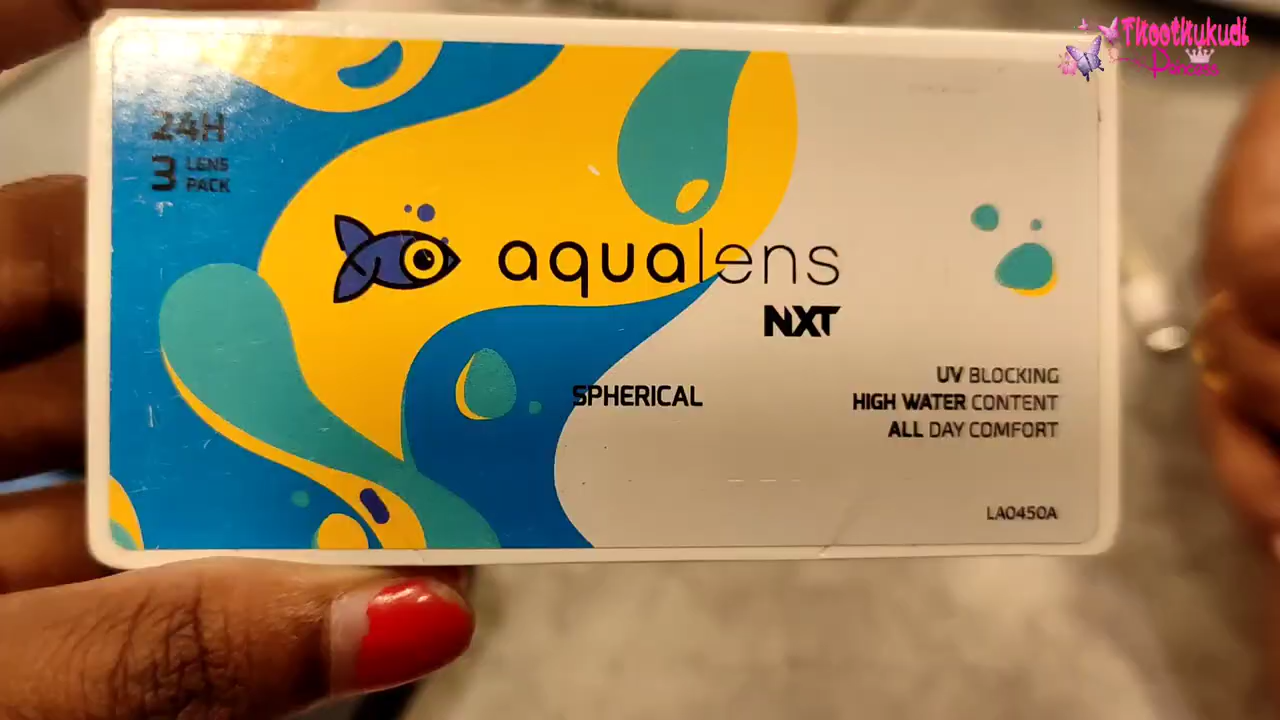 Thoothukudi
Princess
24H
3 LENS
PACK
aqualens
NXT
SPHERICAL
UV BLOCKING
HIGH WATER CONTENT
ALL DAY COMFORT
LA0450A